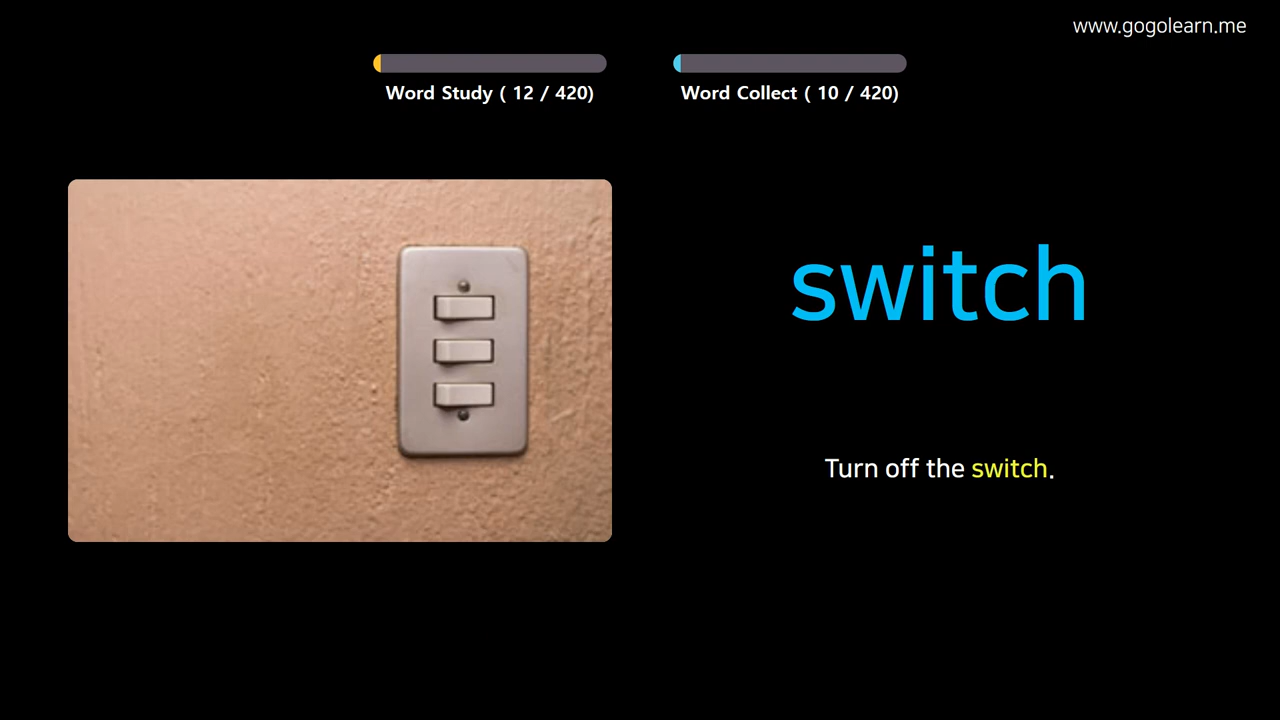 www.gogolearn.me
Word Study ( 12 / 420)
Word Collect ( 10 / 420)
switch
Turn off the switch.